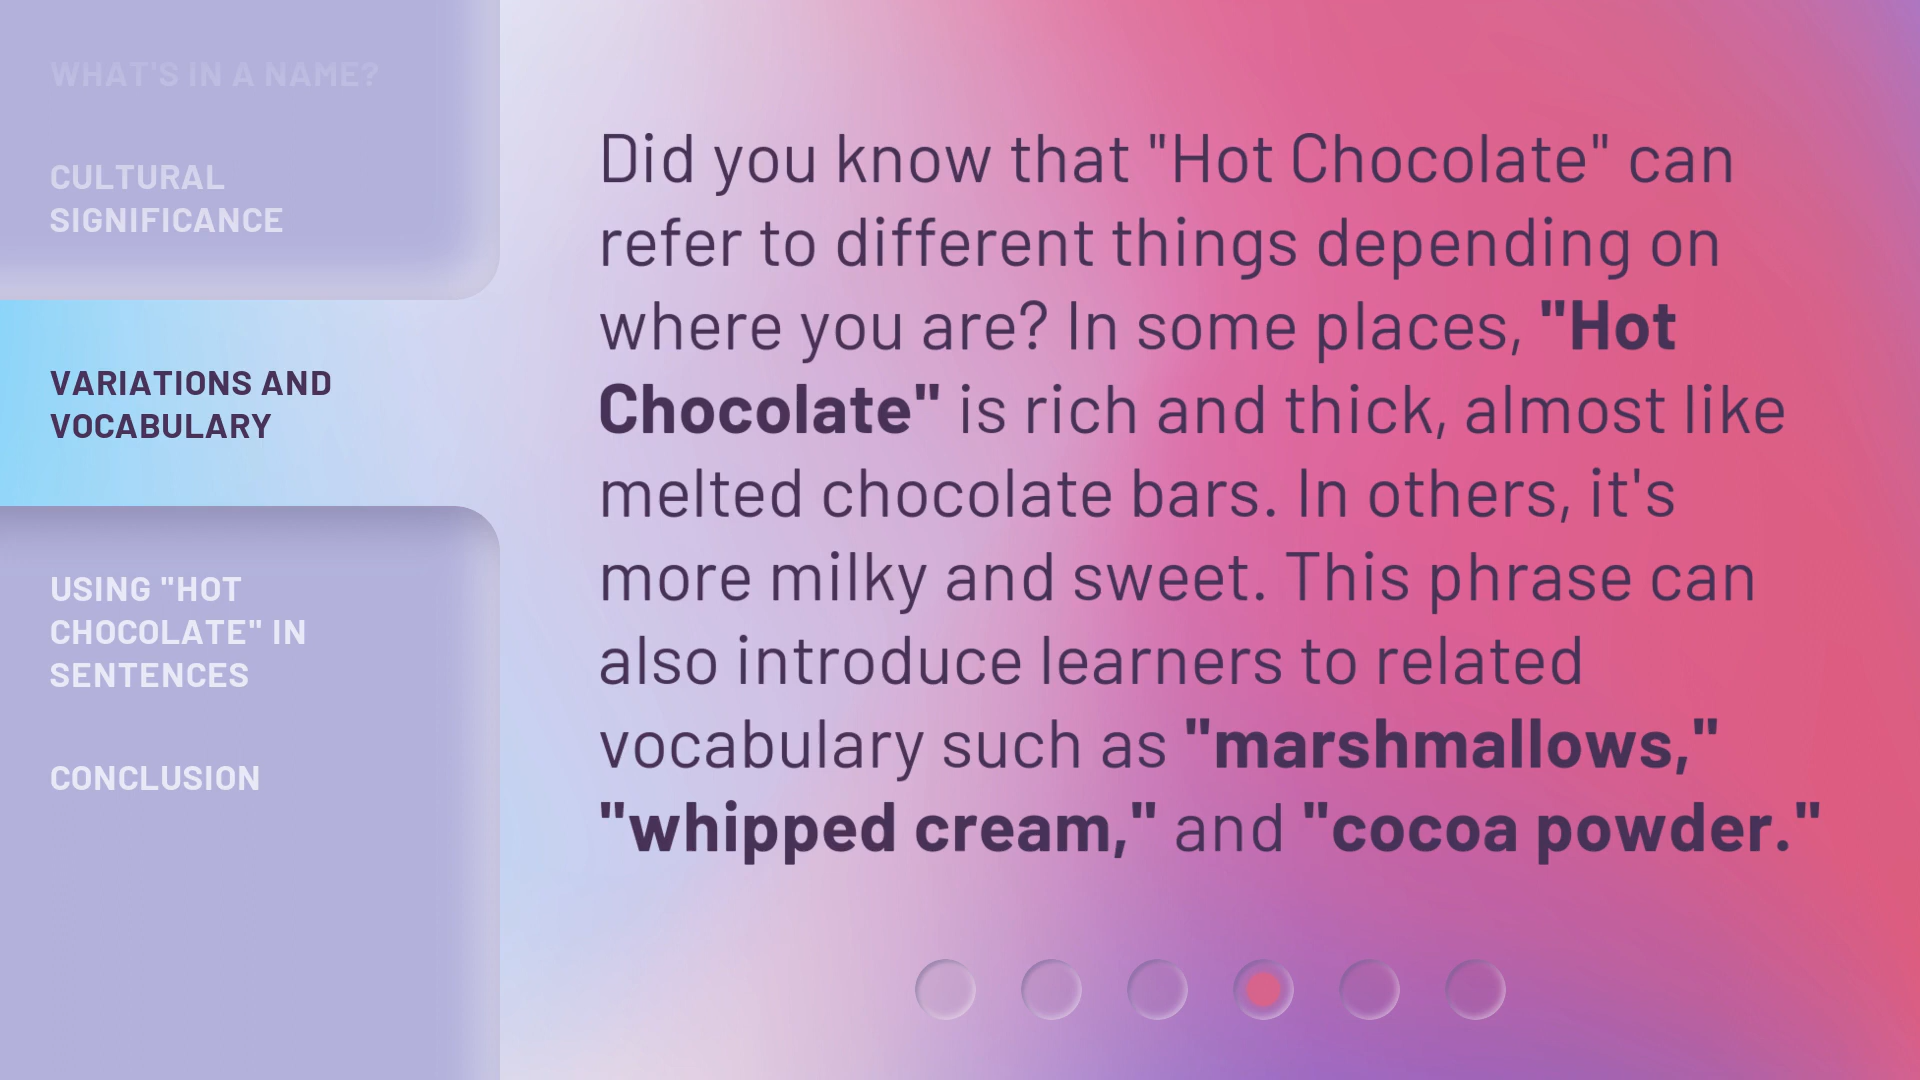 WHAT'S IN A NAME?
CULTURAL
SIGNIFICANCE
VARIATIONS AND
VOCABULARY
USING "HOT
CHOCOLATE" IN
SENTENCES
CONCLUSION
Did you know that "Hot Chocolate" can
refer to different things depending on
where you are? In some places, "Hot
Chocolate" is rich and thick, almost like
melted chocolate bars. In others, it's
more milky and sweet. This phrase can
also introduce learners to related
vocabulary such as "marshmallows,"
"whipped cream," and "cocoa powder."